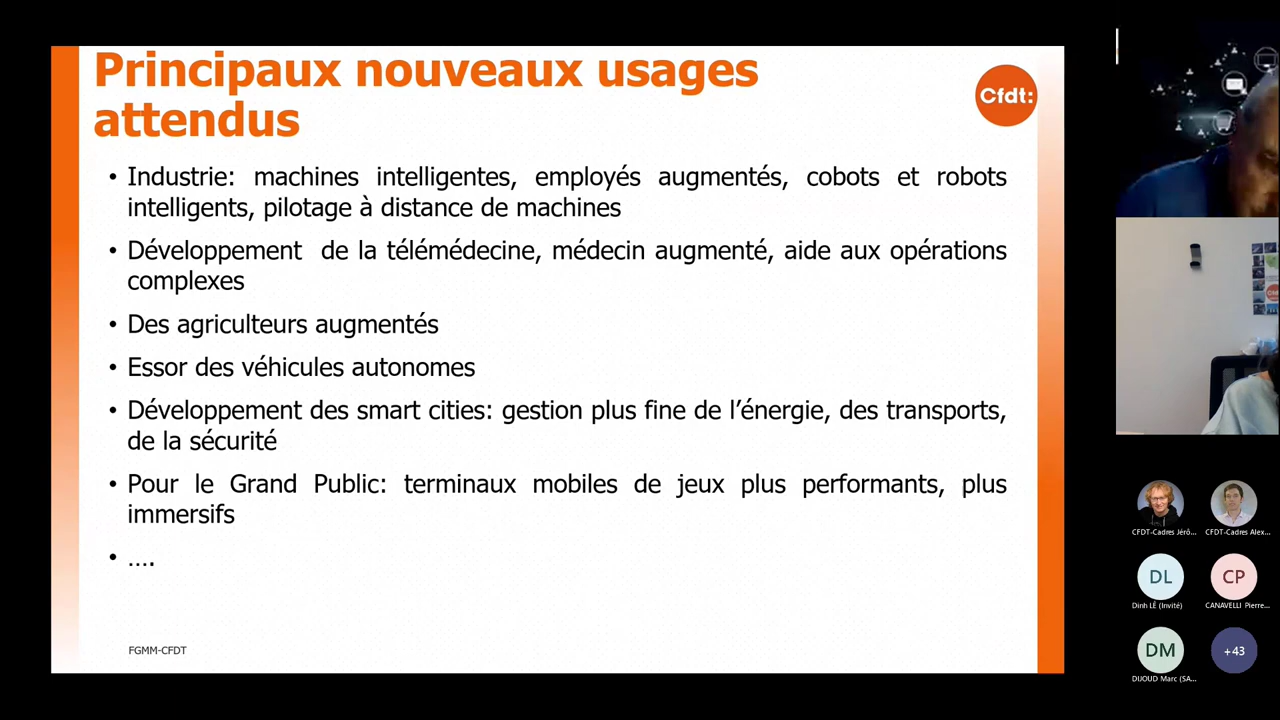 Principaux nouveaux usages
attendus
Cfdt:
• Industrie: machines intelligentes, employés augmentés, cobots et robots
intelligents, pilotage à distance de machines
• Développement de la télémédecine, médecin augmenté, aide aux opérations
complexes
• Des agriculteurs augmentés
• Essor des véhicules autonomes
• Développement des smart cities: gestion plus fine de l’énergie, des transports,
de la sécurité
• Pour le Grand Public: terminaux mobiles de jeux plus performants, plus
immersifs
• ….
FGMM-CFDT
CFDT-Cadres Jérô...
CFDT-Cadres Alex...
DL
CP
Dinh LÊ (Invité)
CANAVELLI Pierre...
DM
+43
DIJOUD Marc (SA...